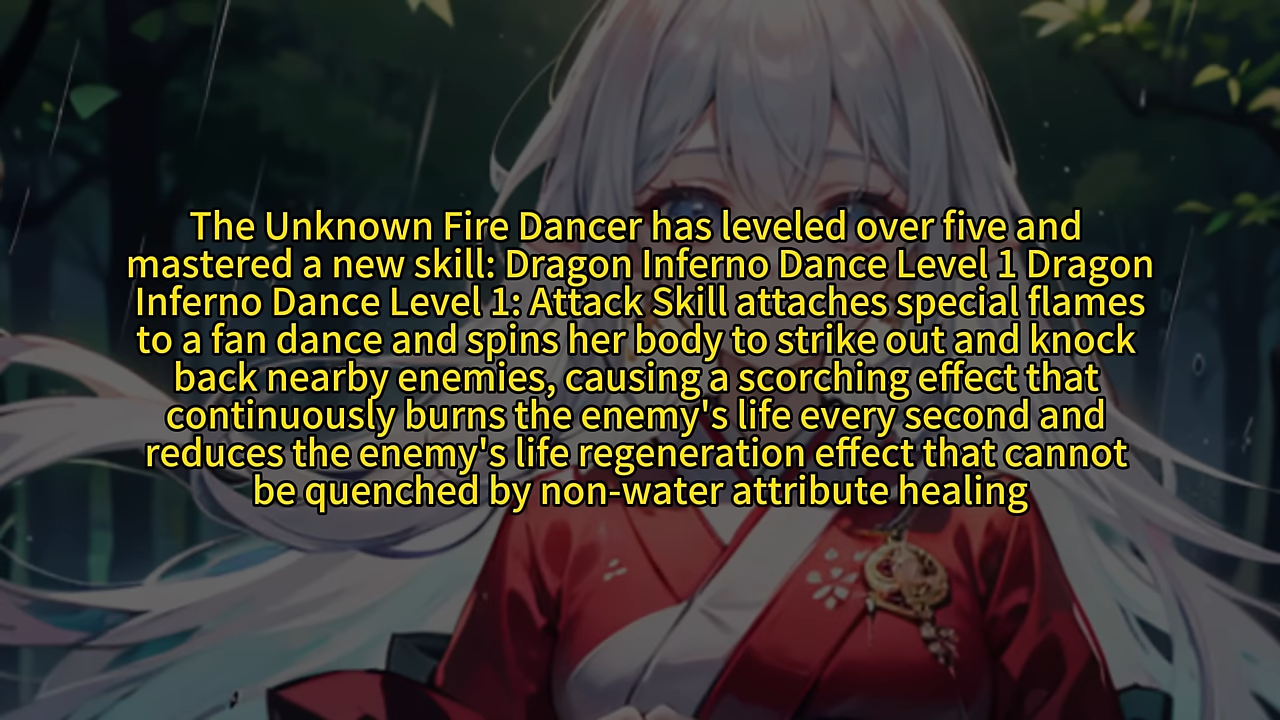 The Unknown Fire Dancer has leveled over five and
mastered a new skill: Dragon Inferno Dance Level 1 Dragon
Inferno Dance Level 1: Attack Skill attaches special flames
to a fan dance and spins her body to strike out and knock
back nearby enemies, causing a scorching effect that
continuously burns the enemy's life every second and
reduces the enemy's life regeneration effect that cannot
be quenched by non-water attribute healing